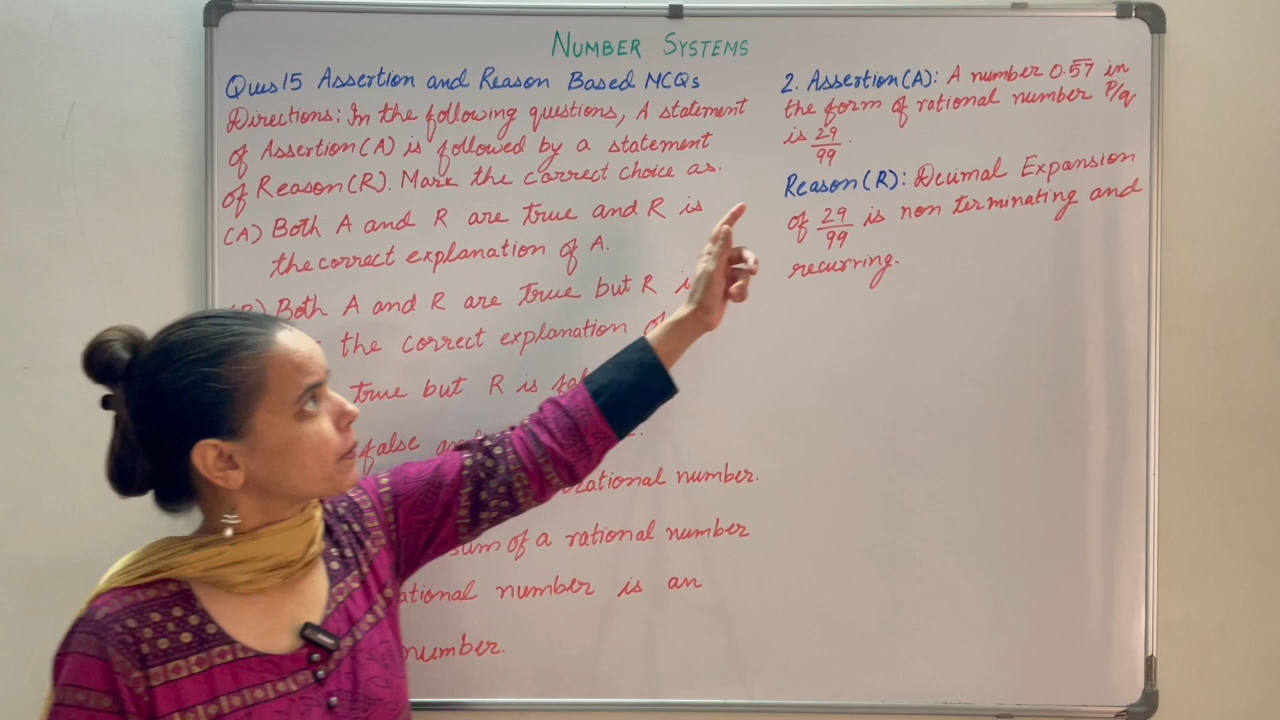 NUMBER SYSTEMS
Ques15 Assertion and Reason Based MCQs
Directions: In the following questions, A statement
of Assertion(A) is followed by a statement
of Reason(R). Mark the correct choice as.
(A) Both A and R are true and R is
the correct explanation of A.
Both A and R are true but R
the correct explanation of
true but R is
false
rational number.
sum of a rational number
ational number is an
number.
2. Assertion(A): A number 0.5̅7̅ in
the form of rational number P/q
is 29/99.
Reason(R): Decimal Expansion
of 29/99 is non terminating and
recurring.